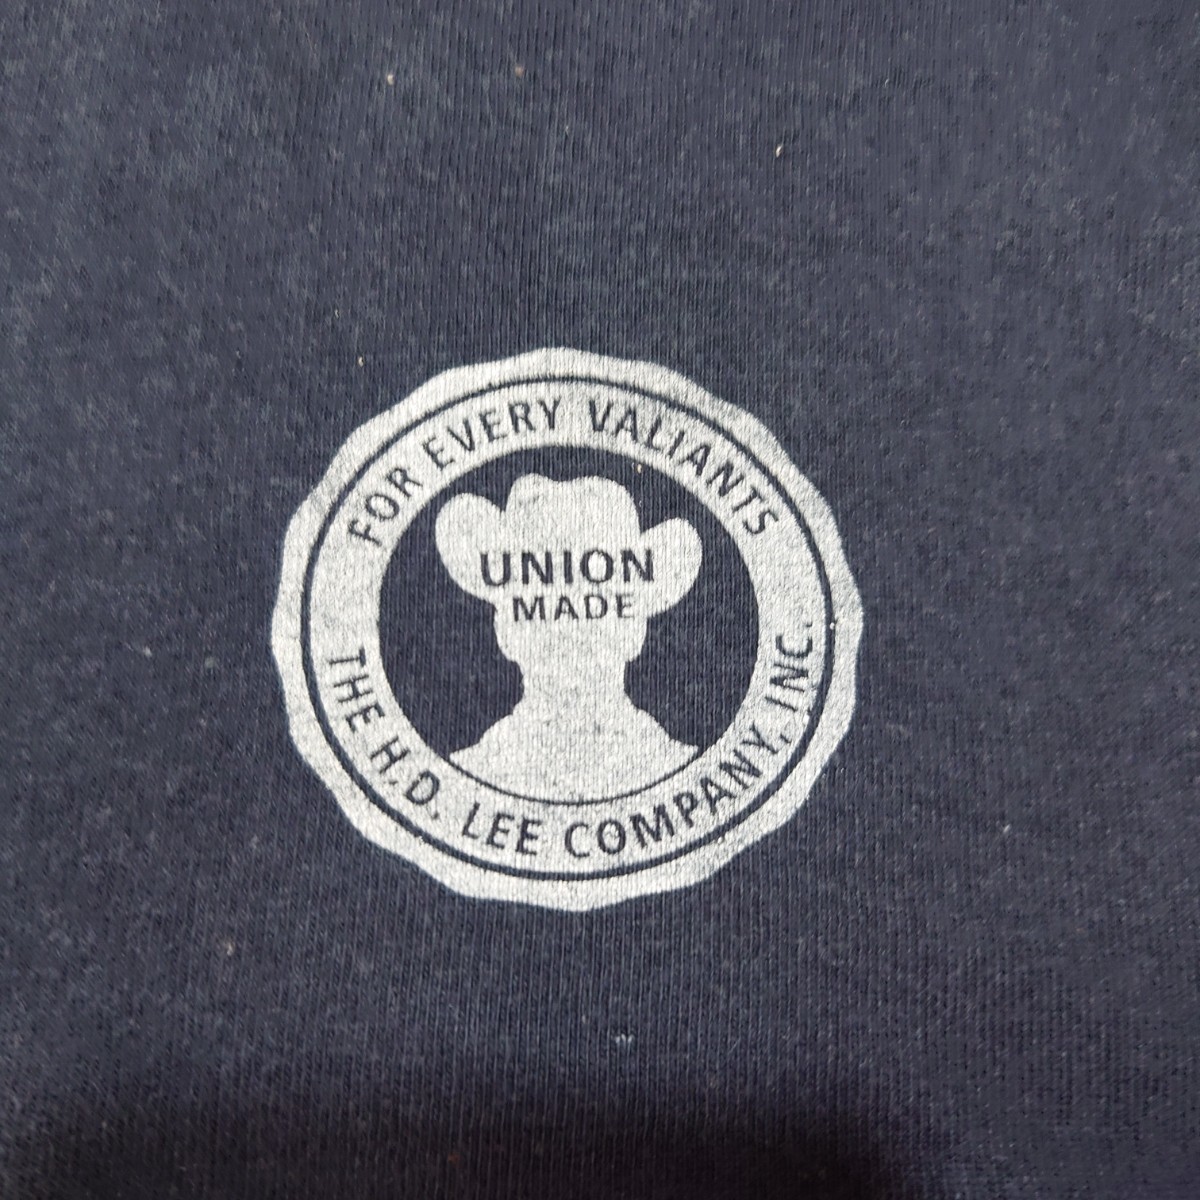 FOR EVERY VALIANTS
UNION
MADE
THE H.D. LEE COMPANY, INC.